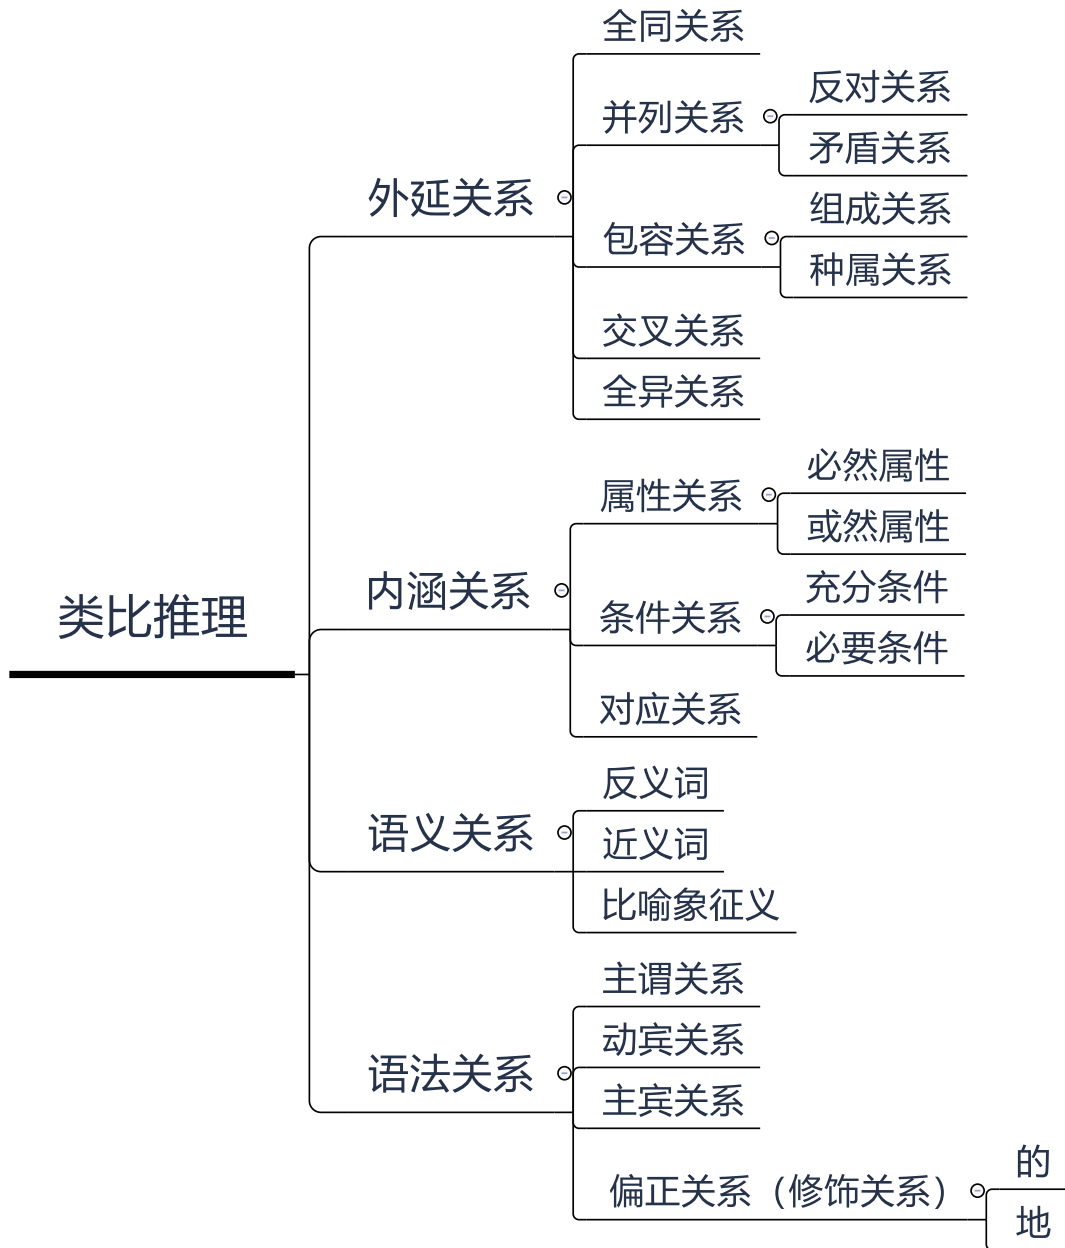 类比推理
外延关系
全同关系
并列关系
反对关系
矛盾关系
包容关系
组成关系
种属关系
交叉关系
全异关系
内涵关系
属性关系
必然属性
或然属性
条件关系
充分条件
必要条件
对应关系
语义关系
反义词
近义词
比喻象征义
语法关系
主谓关系
动宾关系
主宾关系
偏正关系（修饰关系）
的
地